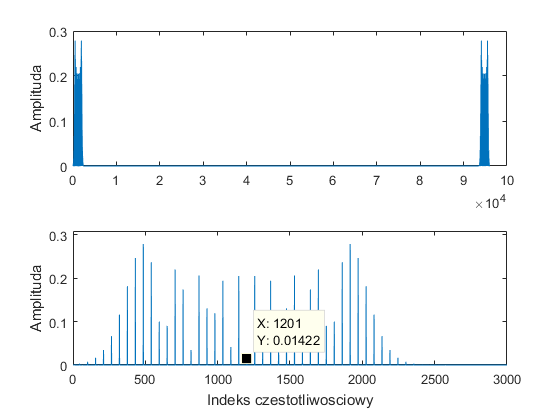 0.3
0.2
0.1
0
Amplituda
0 1 2 3 4 5 6 7 8 9 10
×10^4
0.3
0.2
0.1
0
Amplituda
X: 1201
Y: 0.01422
0 500 1000 1500 2000 2500 3000
Indeks czestotliwosciowy